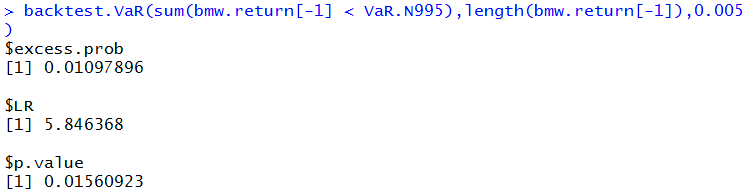 > backtest.VaR(sum(bmw.return[-1] < VaR.N995),length(bmw.return[-1]),0.005
)
$excess.prob
[1] 0.01097896
$LR
[1] 5.846368
$p.value
[1] 0.01560923